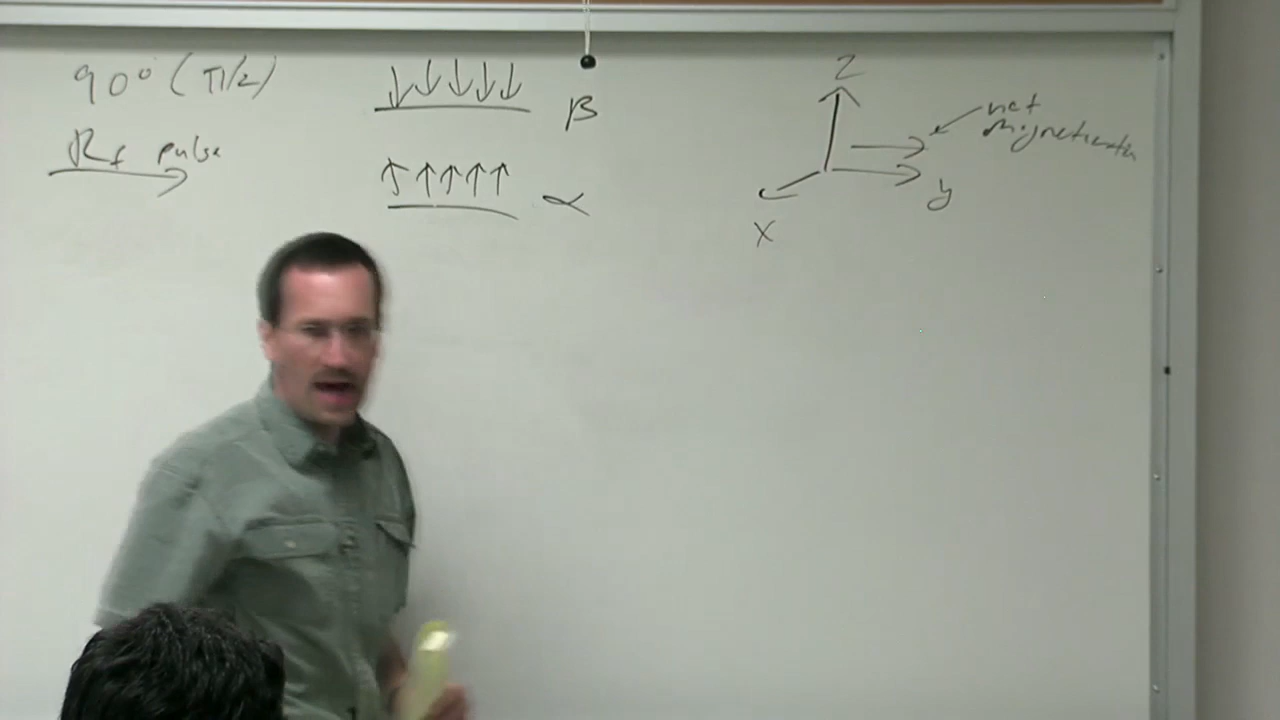 90° (π/2)
Rf pulse
↓↓↓↓↓ β
↑↑↑↑↑ α
z
net
magnetization
y
x